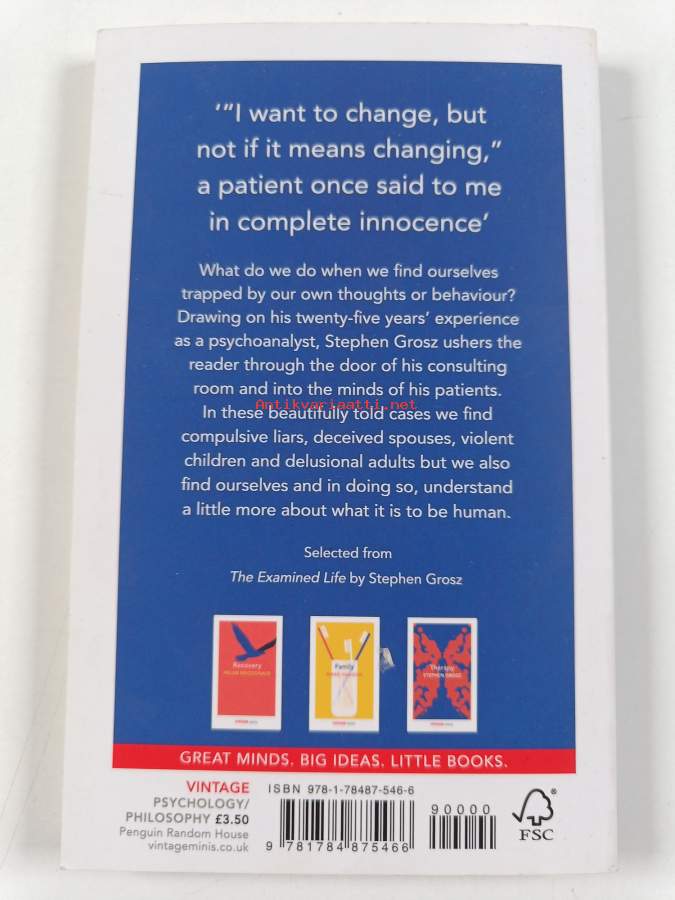 '"I want to change, but
not if it means changing,"
a patient once said to me
in complete innocence'
What do we do when we find ourselves
trapped by our own thoughts or behaviour?
Drawing on his twenty-five years' experience
as a psychoanalyst, Stephen Grosz ushers the
reader through the door of his consulting
room and into the minds of his patients.
Antikvariaatti.net
In these beautifully told cases we find
compulsive liars, deceived spouses, violent
children and delusional adults but we also
find ourselves and in doing so, understand
a little more about what it is to be human.
Selected from
The Examined Life by Stephen Grosz
Recovery
HELEN MACDONALD
Family
Therapy
STEPHEN GROSZ
GREAT MINDS. BIG IDEAS. LITTLE BOOKS.
VINTAGE
PSYCHOLOGY/
PHILOSOPHY £3.50
Penguin Random House
vintageminis.co.uk
ISBN 978-1-78487-546-6
90000
9 781784 875466
FSC